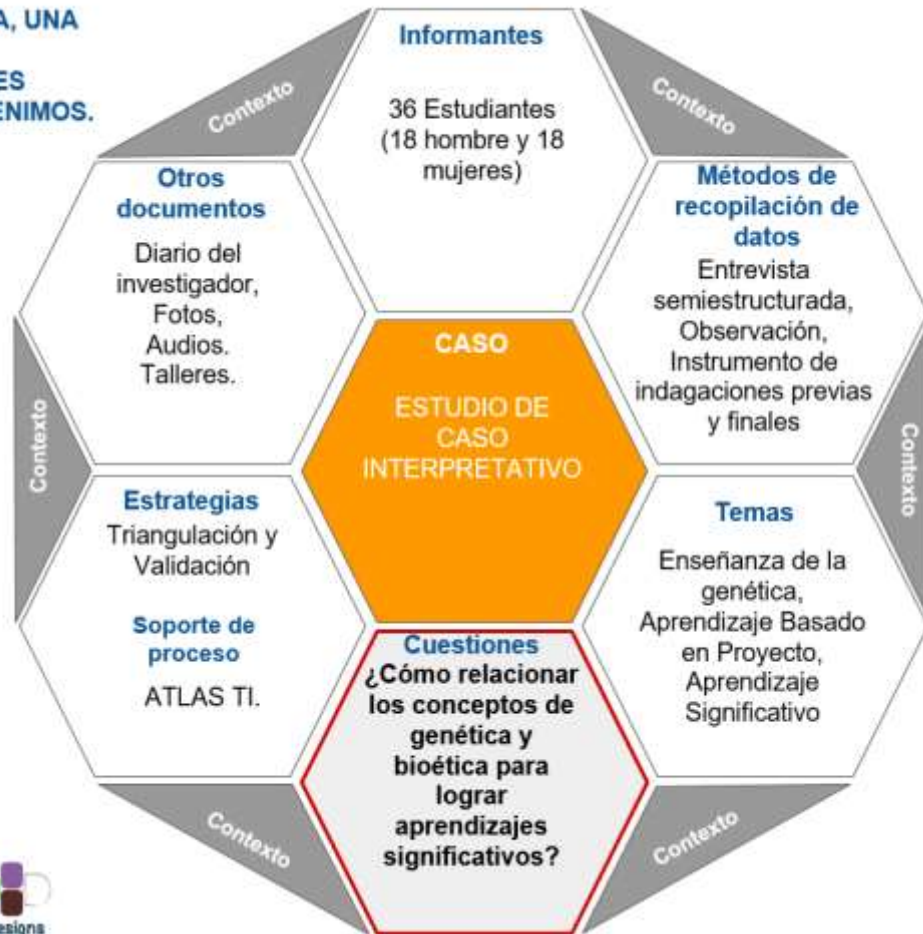 A, UNA
ES
ENIMOS.
Contexto
Informantes
36 Estudiantes
(18 hombre y 18
mujeres)
Contexto
Otros
documentos
Diario del
investigador,
Fotos,
Audios.
Talleres.
Métodos de
recopilación de
datos
Entrevista
semiestructurada,
Observación,
Instrumento de
indagaciones previas
y finales
CASO
ESTUDIO DE
CASO
INTERPRETATIVO
Contexto
Contexto
Estrategias
Triangulación y
Validación
Soporte de
proceso
ATLAS TI.
Temas
Enseñanza de la
genética,
Aprendizaje Basado
en Proyecto,
Aprendizaje
Significativo
Cuestiones
¿Cómo relacionar
los conceptos de
genética y
bioética para
lograr
aprendizajes
significativos?
Contexto
Contexto
esions